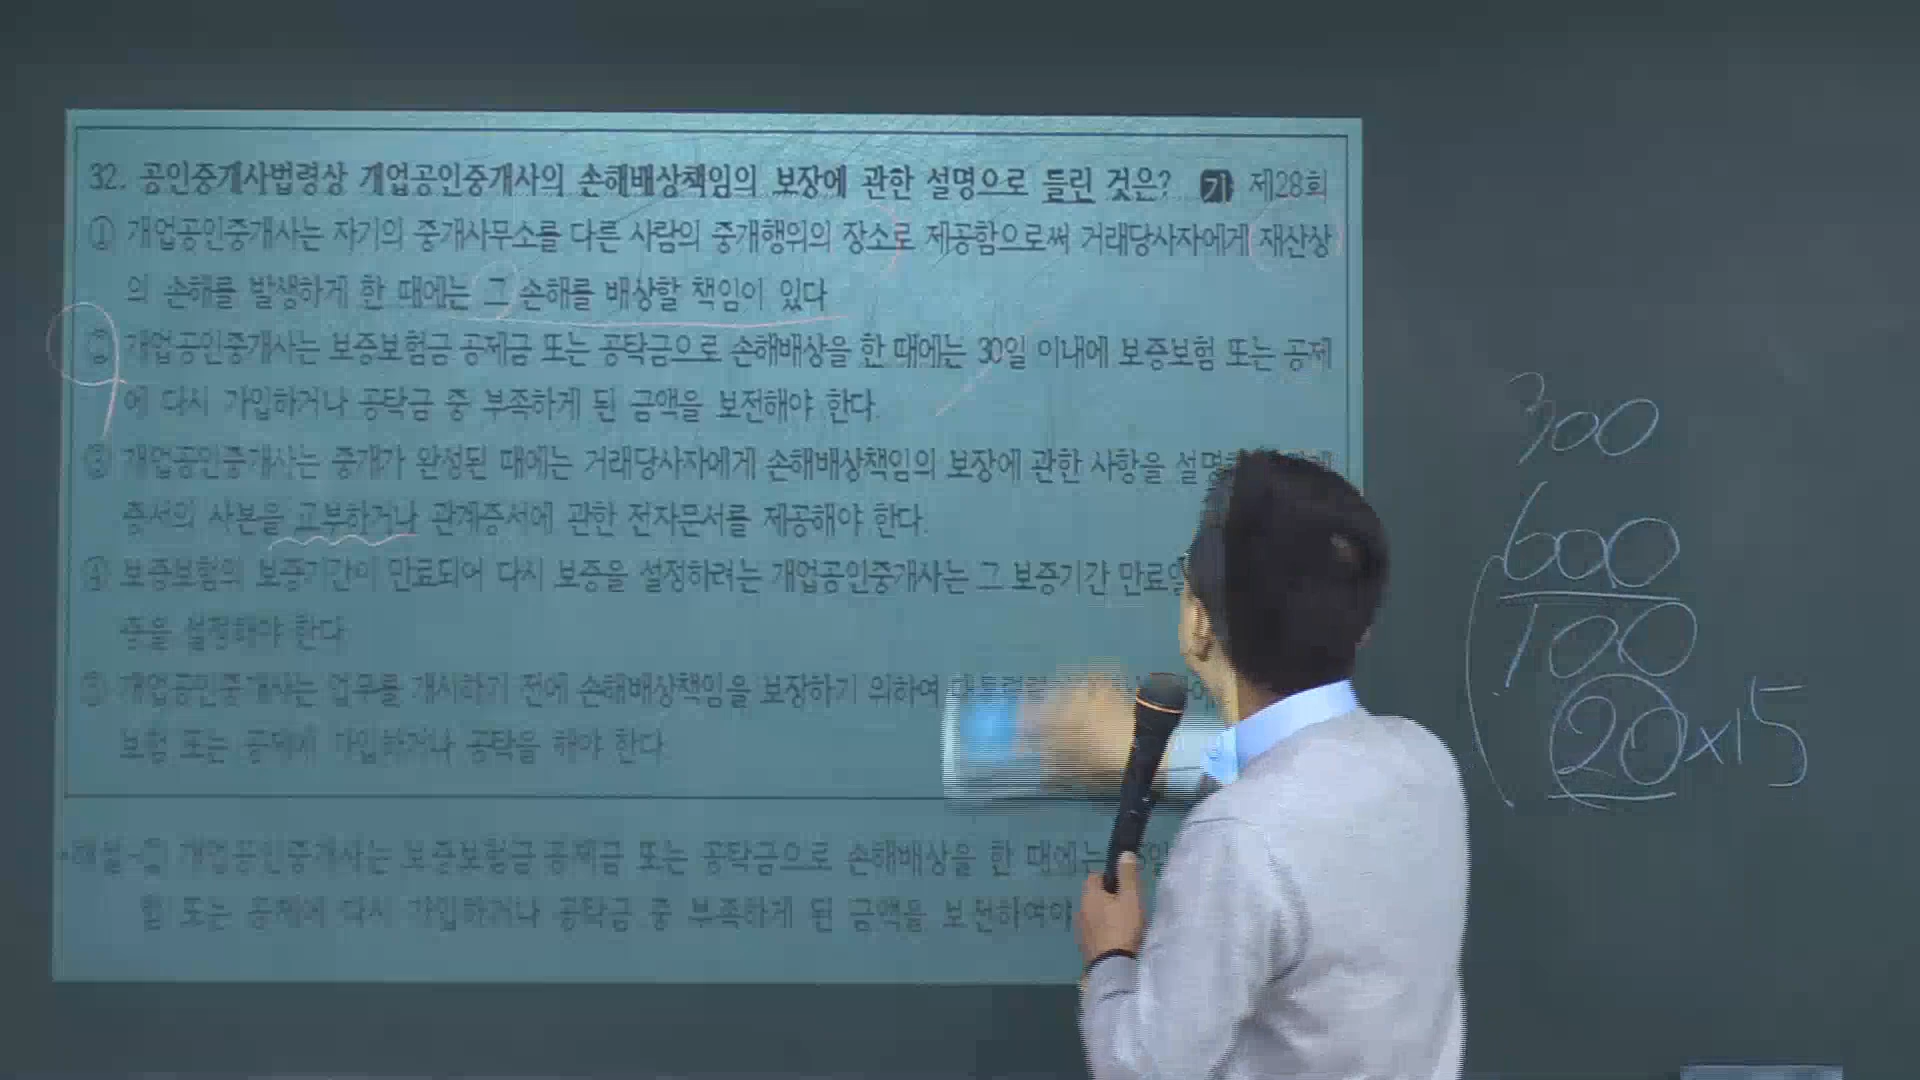 32. 공인중개사법령상 개업공인중개사의 손해배상책임의 보장에 관한 설명으로 틀린 것은? 기 제28회
① 개업공인중개사는 자기의 중개사무소를 다른 사람의 중개행위의 장소로 제공함으로써 거래당사자에게 재산상
의 손해를 발생하게 한 때에는 그 손해를 배상할 책임이 있다
② 개업공인중개사는 보증보험금 공제금 또는 공탁금으로 손해배상을 한 때에는 30일 이내에 보증보험 또는 공제
에 다시 가입하거나 공탁금 중 부족하게 된 금액을 보전해야 한다.
③ 개업공인중개사는 중개가 완성된 때에는 거래당사자에게 손해배상책임의 보장에 관한 사항을
증서의 사본을 교부하거나 관계증서에 관한 전자문서를 제공해야 한다.
④ 보증보험의 보증기간이 만료되어 다시 보증을 설정하려는 개업공인중개사는 그 보증기간
증을 설정해야 한다
⑤ 개업공인중개사는 업무를 개시하기 전에 손해배상책임을 보장하기 위하여
보험 또는 공제에 가입하거나 공탁을 해야 한다
해설 ② 개업공인중개사는 보증보험금 공제금 또는 공탁금으로 손해배상을 한 때에는
험 또는 공제에 다시 가입하거나 공탁금 중 부족하게 된 금액을 보전하여야
300
600
100
20×15